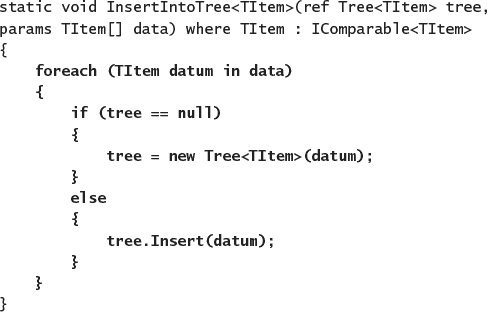 static void InsertIntoTree<TItem>(ref Tree<TItem> tree,
params TItem[] data) where TItem : IComparable<TItem>
{
    foreach (TItem datum in data)
    {
        if (tree == null)
        {
            tree = new Tree<TItem>(datum);
        }
        else
        {
            tree.Insert(datum);
        }
    }
}